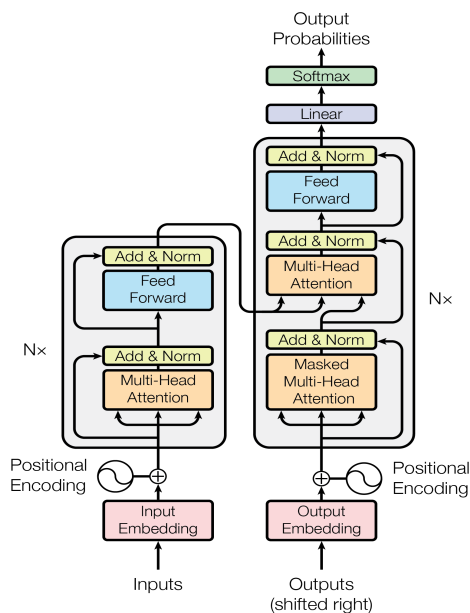 Output
Probabilities
Softmax
Linear
Add & Norm
Feed
Forward
Add & Norm
Multi-Head
Attention
Nx
Add & Norm
Masked
Multi-Head
Attention
Add & Norm
Feed
Forward
Nx
Add & Norm
Multi-Head
Attention
Positional
Encoding
Positional
Encoding
Input
Embedding
Output
Embedding
Inputs
Outputs
(shifted right)